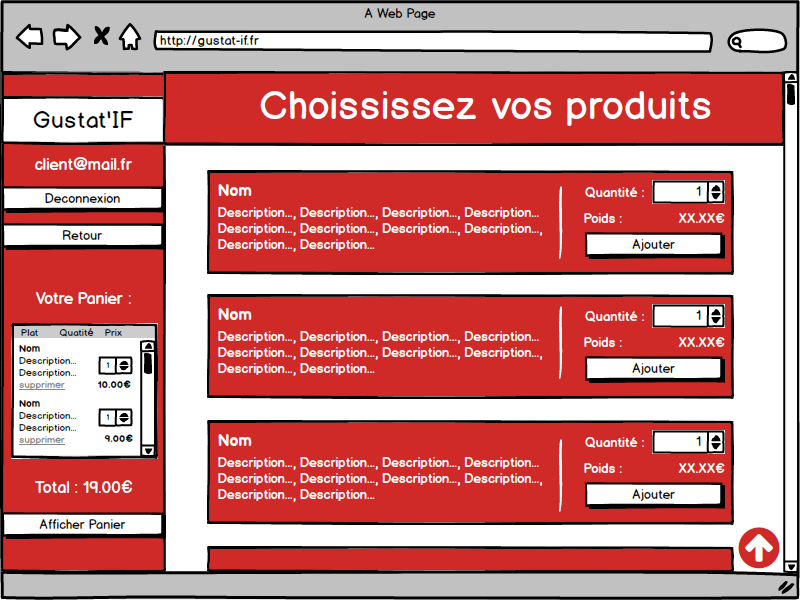 A Web Page
http://gustat-if.fr
Gustat'IF
client@mail.fr
Deconnexion
Retour
Votre Panier :
Plat Quatité Prix
Nom
Description...
Description...
1
supprimer
10.00€
Nom
Description...
Description...
1
supprimer
9.00€
Total : 19.00€
Afficher Panier
Choississez vos produits
Nom
Description..., Description..., Description..., Description...
Description..., Description..., Description..., Description...,
Description..., Description...
Quantité : 1
Poids : XX.XX€
Ajouter
Nom
Description..., Description..., Description..., Description...
Description..., Description..., Description..., Description...,
Description..., Description...
Quantité : 1
Poids : XX.XX€
Ajouter
Nom
Description..., Description..., Description..., Description...
Description..., Description..., Description..., Description...,
Description..., Description...
Quantité : 1
Poids : XX.XX€
Ajouter